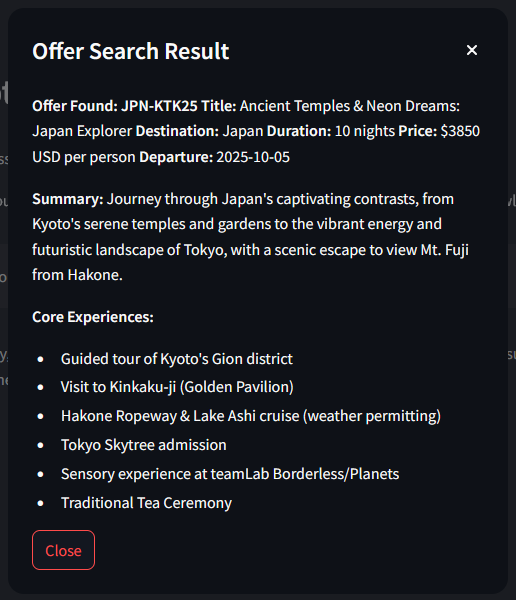 Offer Search Result
Offer Found: JPN-KTK25 Title: Ancient Temples & Neon Dreams:
Japan Explorer Destination: Japan Duration: 10 nights Price: $3850
USD per person Departure: 2025-10-05
Summary: Journey through Japan's captivating contrasts, from
Kyoto's serene temples and gardens to the vibrant energy and
futuristic landscape of Tokyo, with a scenic escape to view Mt. Fuji
from Hakone.
Core Experiences:
• Guided tour of Kyoto's Gion district
• Visit to Kinkaku-ji (Golden Pavilion)
• Hakone Ropeway & Lake Ashi cruise (weather permitting)
• Tokyo Skytree admission
• Sensory experience at teamLab Borderless/Planets
• Traditional Tea Ceremony
Close